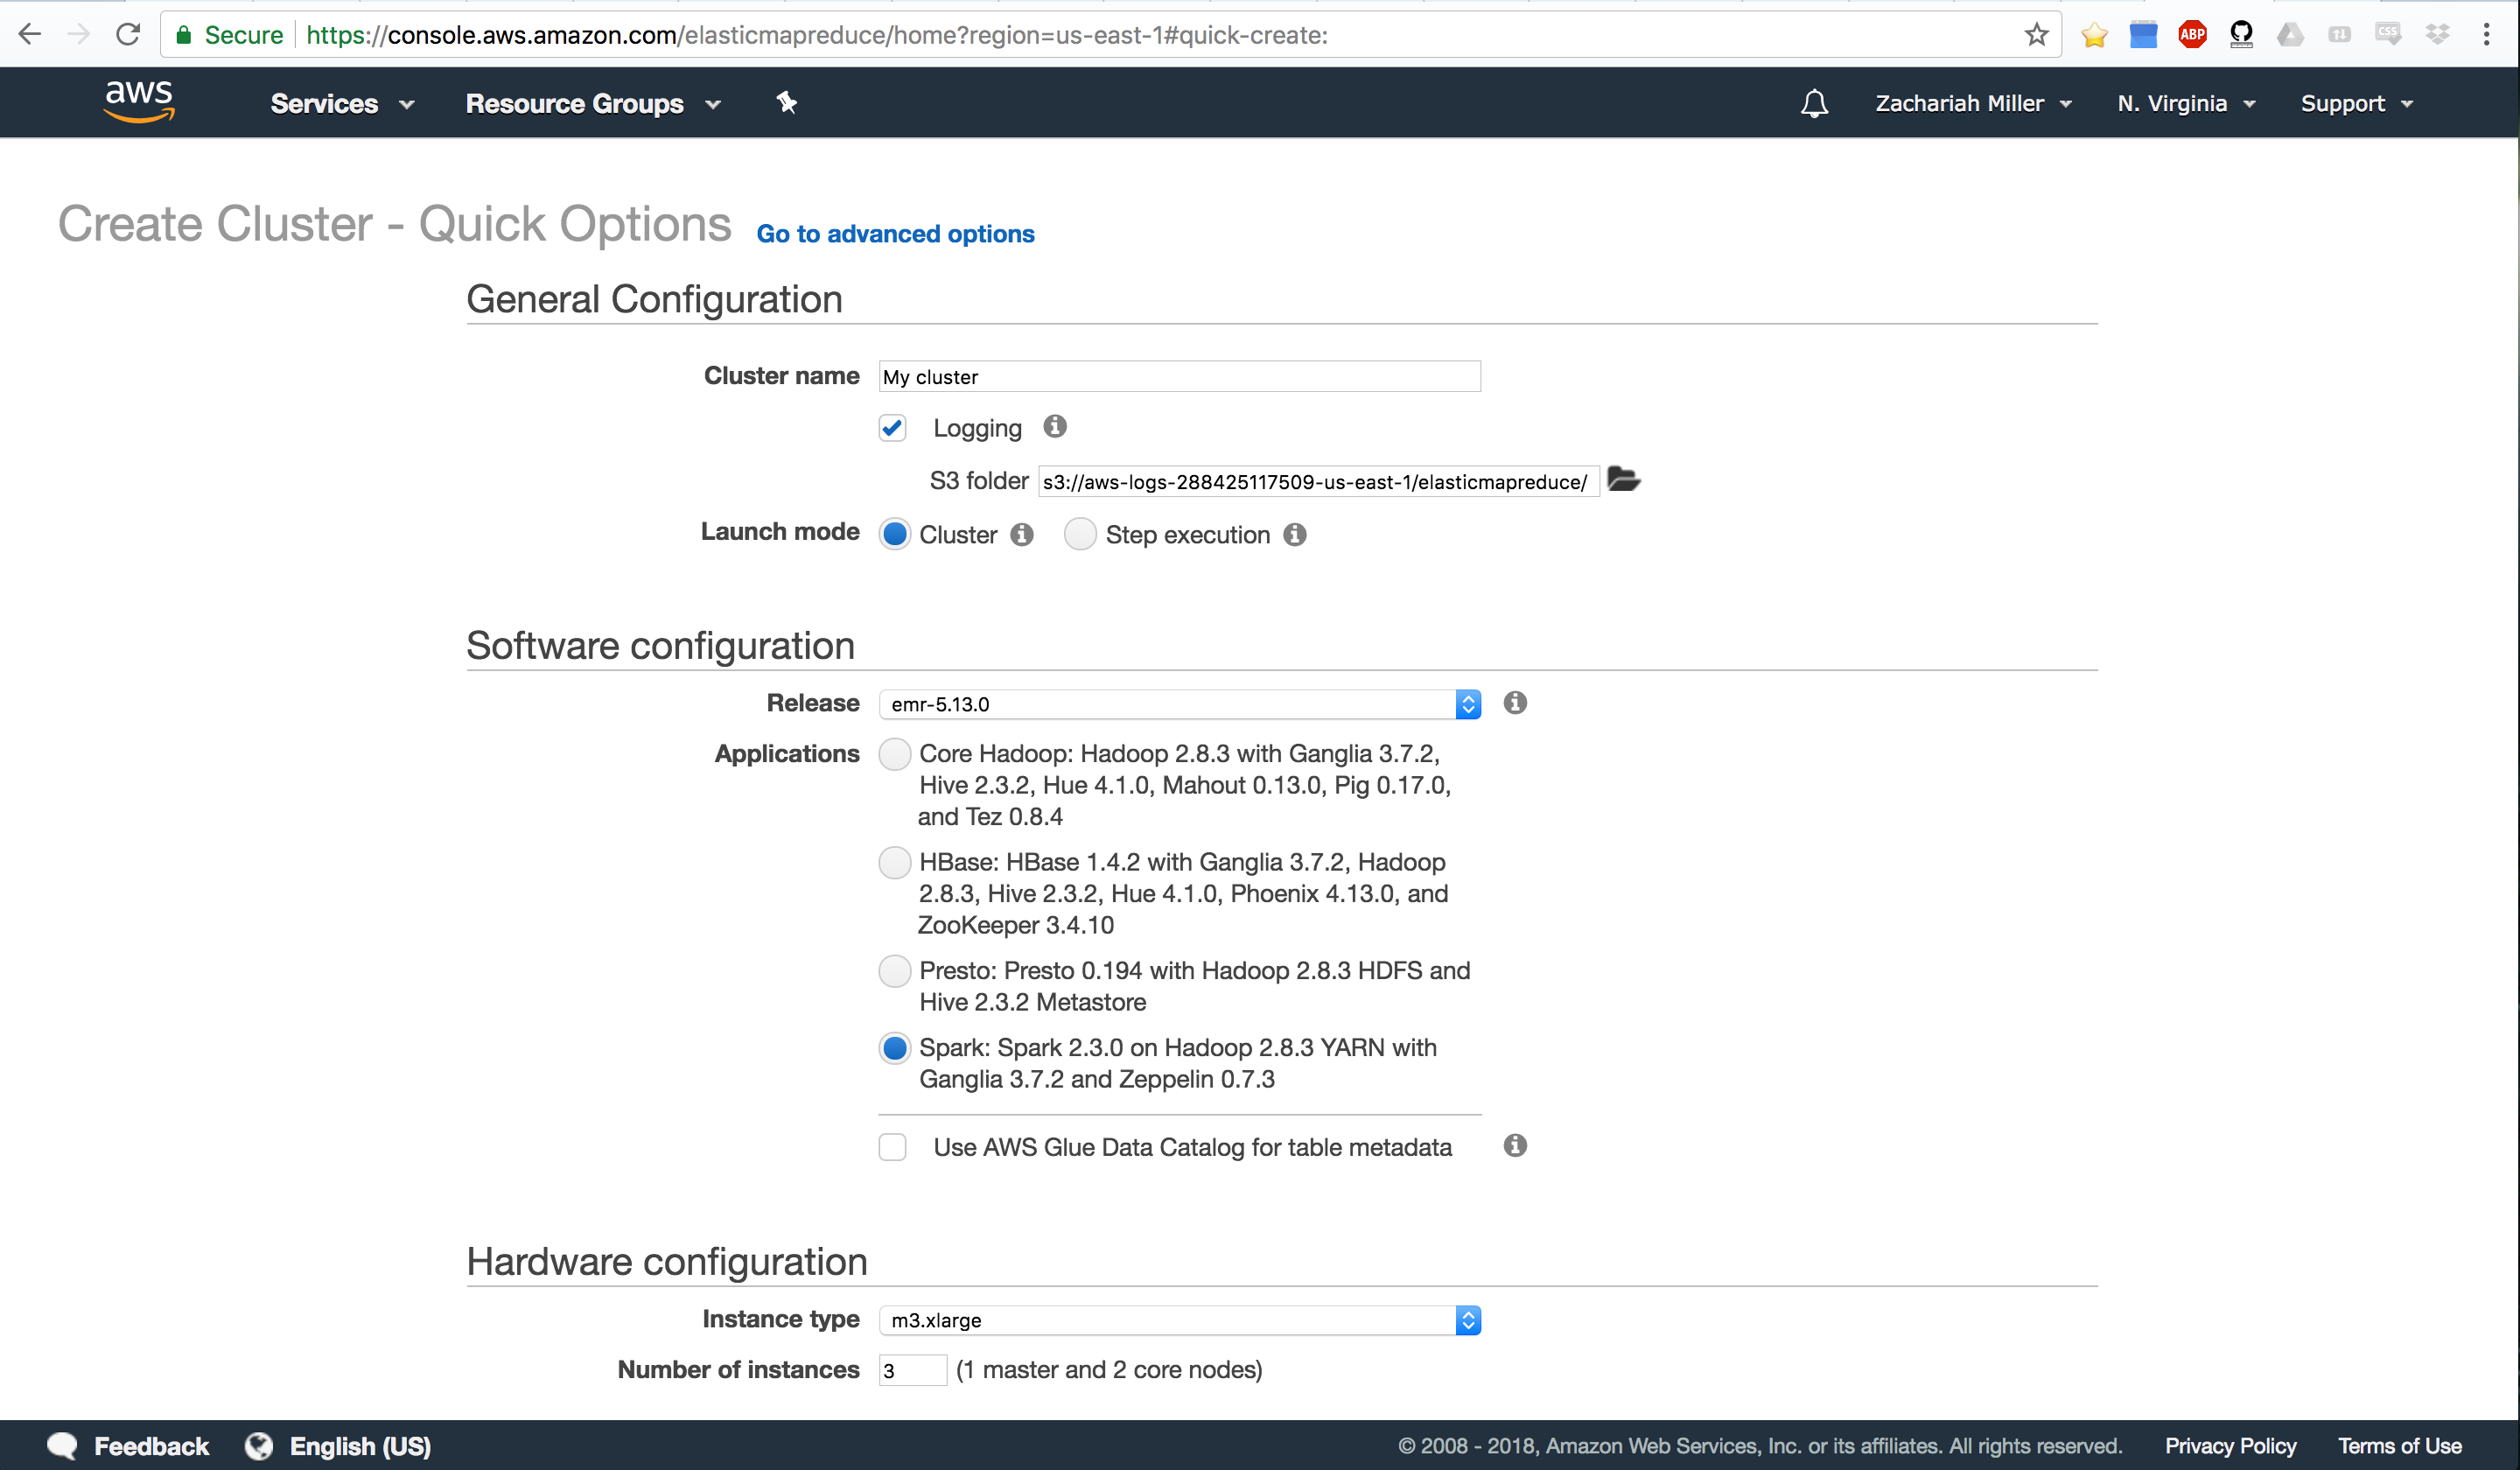 Secure https://console.aws.amazon.com/elasticmapreduce/home?region=us-east-1#quick-create:
ABP
CSS
aws Services Resource Groups Zachariah Miller N. Virginia Support
Create Cluster - Quick Options Go to advanced options
General Configuration
Cluster name My cluster
Logging
S3 folder s3://aws-logs-288425117509-us-east-1/elasticmapreduce/
Launch mode Cluster Step execution
Software configuration
Release emr-5.13.0
Applications Core Hadoop: Hadoop 2.8.3 with Ganglia 3.7.2,
Hive 2.3.2, Hue 4.1.0, Mahout 0.13.0, Pig 0.17.0,
and Tez 0.8.4
HBase: HBase 1.4.2 with Ganglia 3.7.2, Hadoop
2.8.3, Hive 2.3.2, Hue 4.1.0, Phoenix 4.13.0, and
ZooKeeper 3.4.10
Presto: Presto 0.194 with Hadoop 2.8.3 HDFS and
Hive 2.3.2 Metastore
Spark: Spark 2.3.0 on Hadoop 2.8.3 YARN with
Ganglia 3.7.2 and Zeppelin 0.7.3
Use AWS Glue Data Catalog for table metadata
Hardware configuration
Instance type m3.xlarge
Number of instances 3 (1 master and 2 core nodes)
Feedback English (US) © 2008 - 2018, Amazon Web Services, Inc. or its affiliates. All rights reserved. Privacy Policy Terms of Use